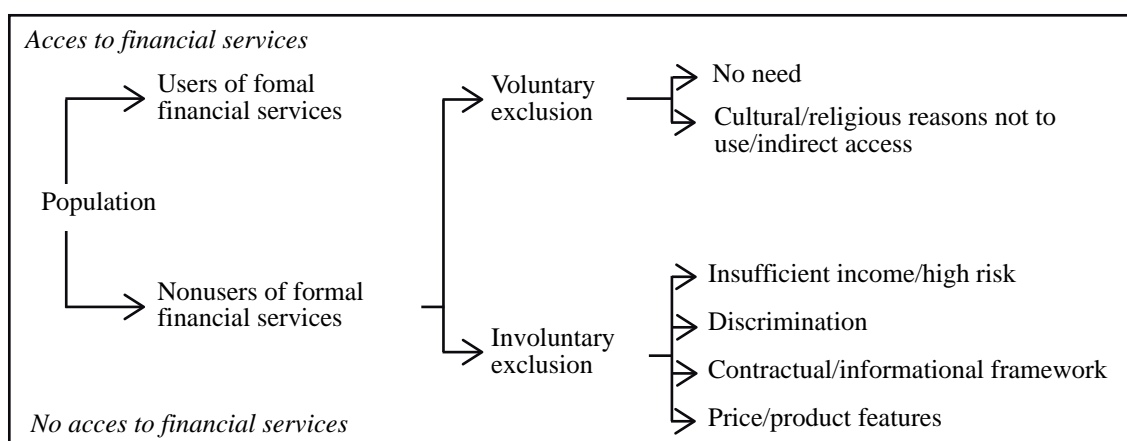 Acces to financial services
Users of fomal
financial services
Population
Nonusers of formal
financial services
Voluntary
exclusion
Involuntary
exclusion
No need
Cultural/religious reasons not to
use/indirect access
Insufficient income/high risk
Discrimination
Contractual/informational framework
Price/product features
No acces to financial services